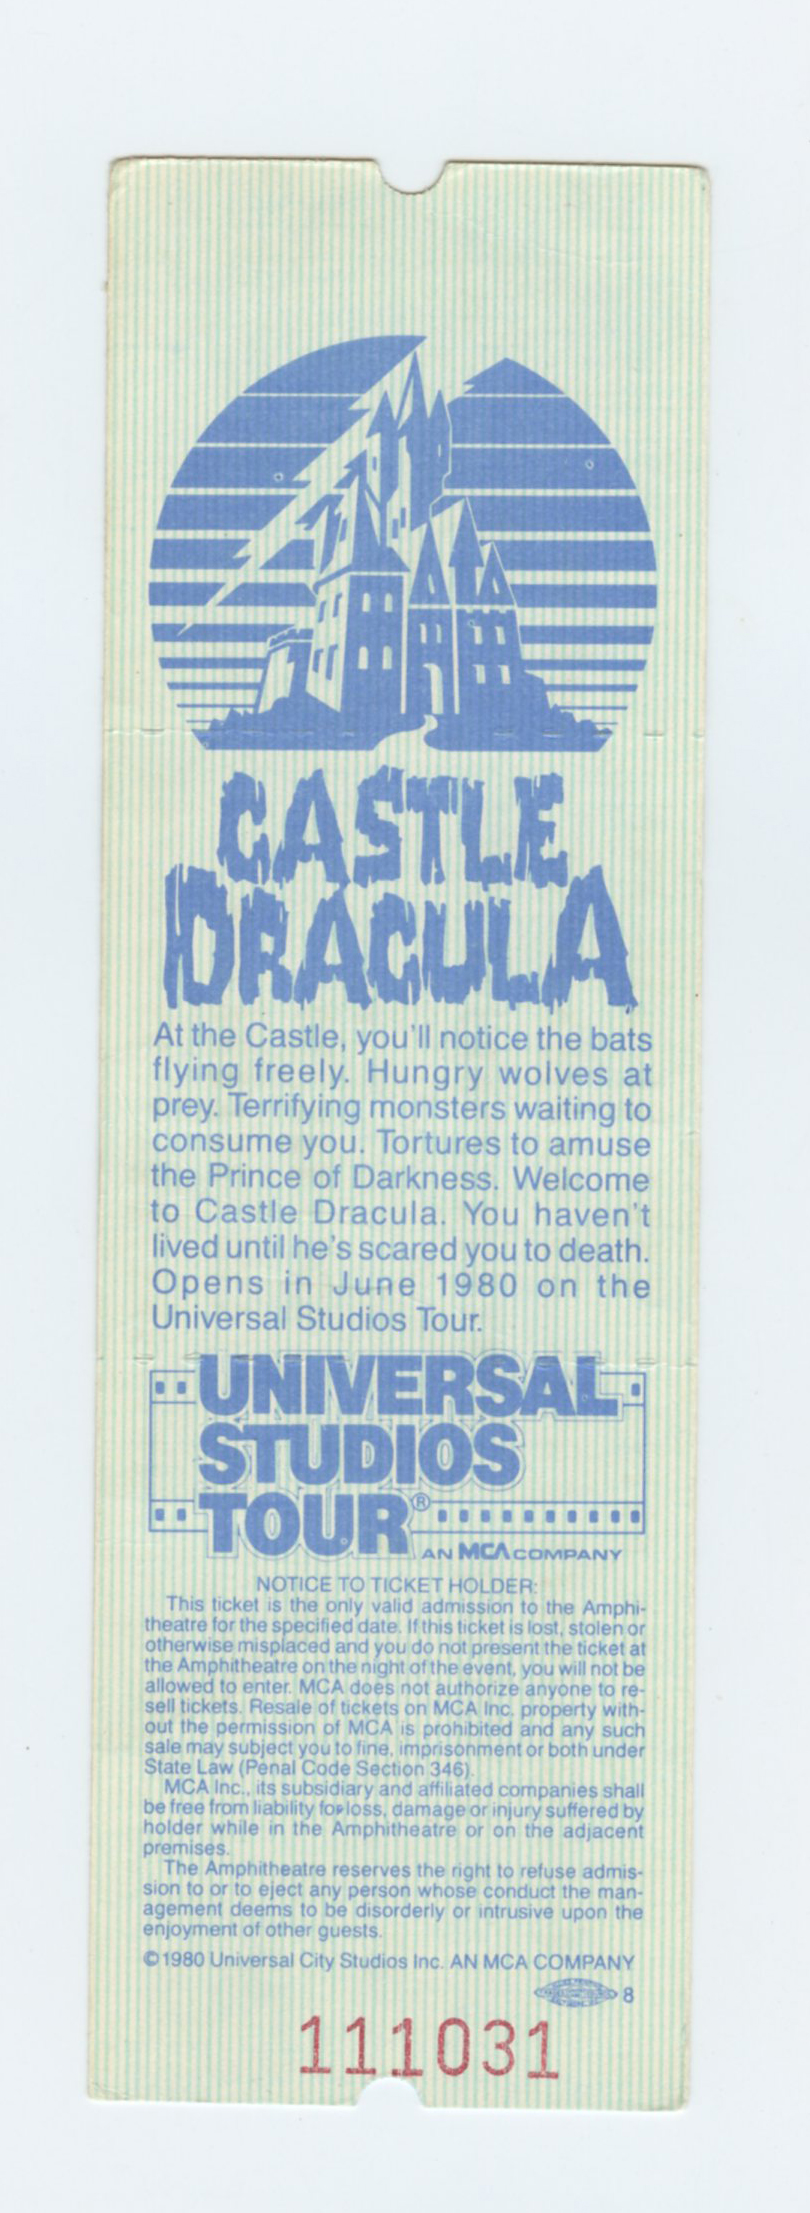 CASTLE
DRACULA
At the Castle, you'll notice the bats
flying freely. Hungry wolves at
prey. Terrifying monsters waiting to
consume you. Tortures to amuse
the Prince of Darkness. Welcome
to Castle Dracula. You haven't
lived until he's scared you to death.
Opens in June 1980 on the
Universal Studios Tour.
UNIVERSAL
STUDIOS
TOUR®
AN MCA COMPANY
NOTICE TO TICKET HOLDER:
This ticket is the only valid admission to the Amphi-
theatre for the specified date. If this ticket is lost, stolen or
otherwise misplaced and you do not present the ticket at
the Amphitheatre on the night of the event, you will not be
allowed to enter. MCA does not authorize anyone to re-
sell tickets. Resale of tickets on MCA Inc. property with-
out the permission of MCA is prohibited and any such
sale may subject you to fine, imprisonment or both under
State Law (Penal Code Section 346).
MCA Inc., its subsidiary and affiliated companies shall
be free from liability for loss, damage or injury suffered by
holder while in the Amphitheatre or on the adjacent
premises.
The Amphitheatre reserves the right to refuse admis-
sion to or to eject any person whose conduct the man-
agement deems to be disorderly or intrusive upon the
enjoyment of other guests.
© 1980 Universal City Studios Inc. AN MCA COMPANY
8
111031